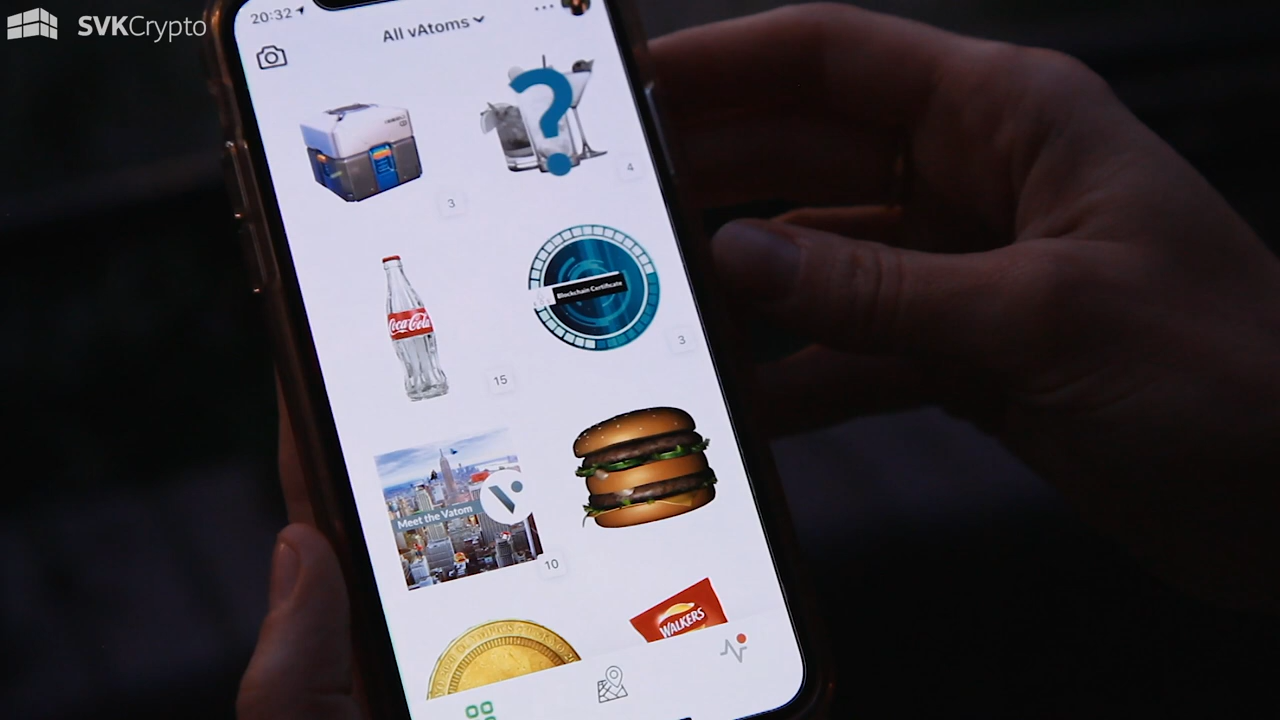 SVKCrypto
20:32
All vAtoms
3
4
Coca-Cola
Blockchain Certificate
15
3
Meet the Vatom
10
WALKERS